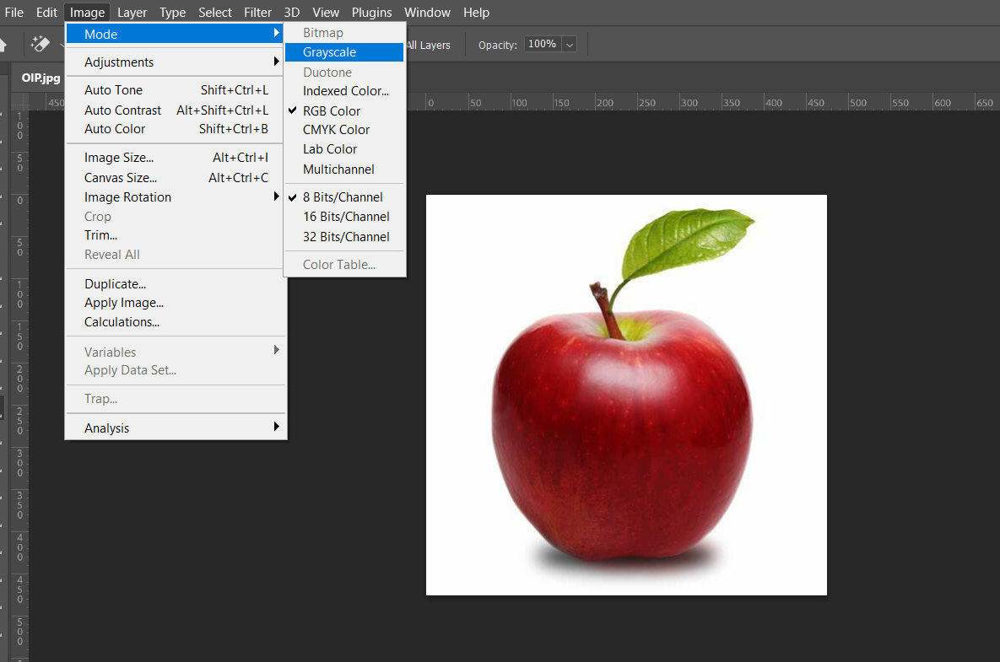 File Edit Image Layer Type Select Filter 3D View Plugins Window Help
All Layers Opacity: 100%
OIP.jpg
450 0 50 100 150 200 250 300 350 400 450 500 550 600 650
Mode
Adjustments
Auto Tone Shift+Ctrl+L
Auto Contrast Alt+Shift+Ctrl+L
Auto Color Shift+Ctrl+B
Image Size... Alt+Ctrl+I
Canvas Size... Alt+Ctrl+C
Image Rotation
Crop
Trim...
Reveal All
Duplicate...
Apply Image...
Calculations...
Variables
Apply Data Set...
Trap...
Analysis
Bitmap
Grayscale
Duotone
Indexed Color...
RGB Color
CMYK Color
Lab Color
Multichannel
8 Bits/Channel
16 Bits/Channel
32 Bits/Channel
Color Table...
100
50
0
50
100
150
200
250
300
350
400
450
500